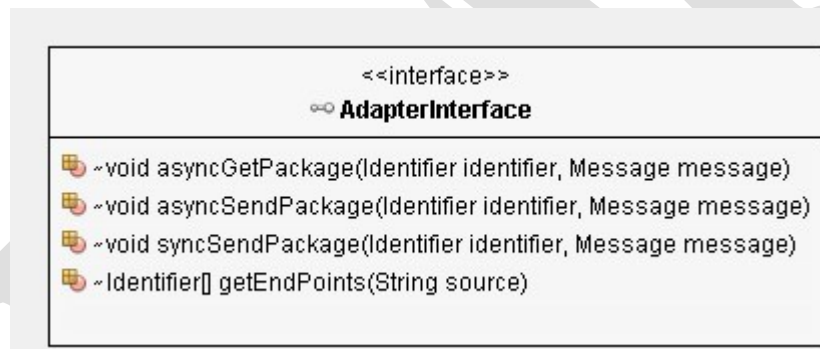 <<interface>>
AdapterInterface
~void asyncGetPackage(Identifier identifier, Message message)
~void asyncSendPackage(Identifier identifier, Message message)
~void syncSendPackage(Identifier identifier, Message message)
~Identifier[] getEndPoints(String source)